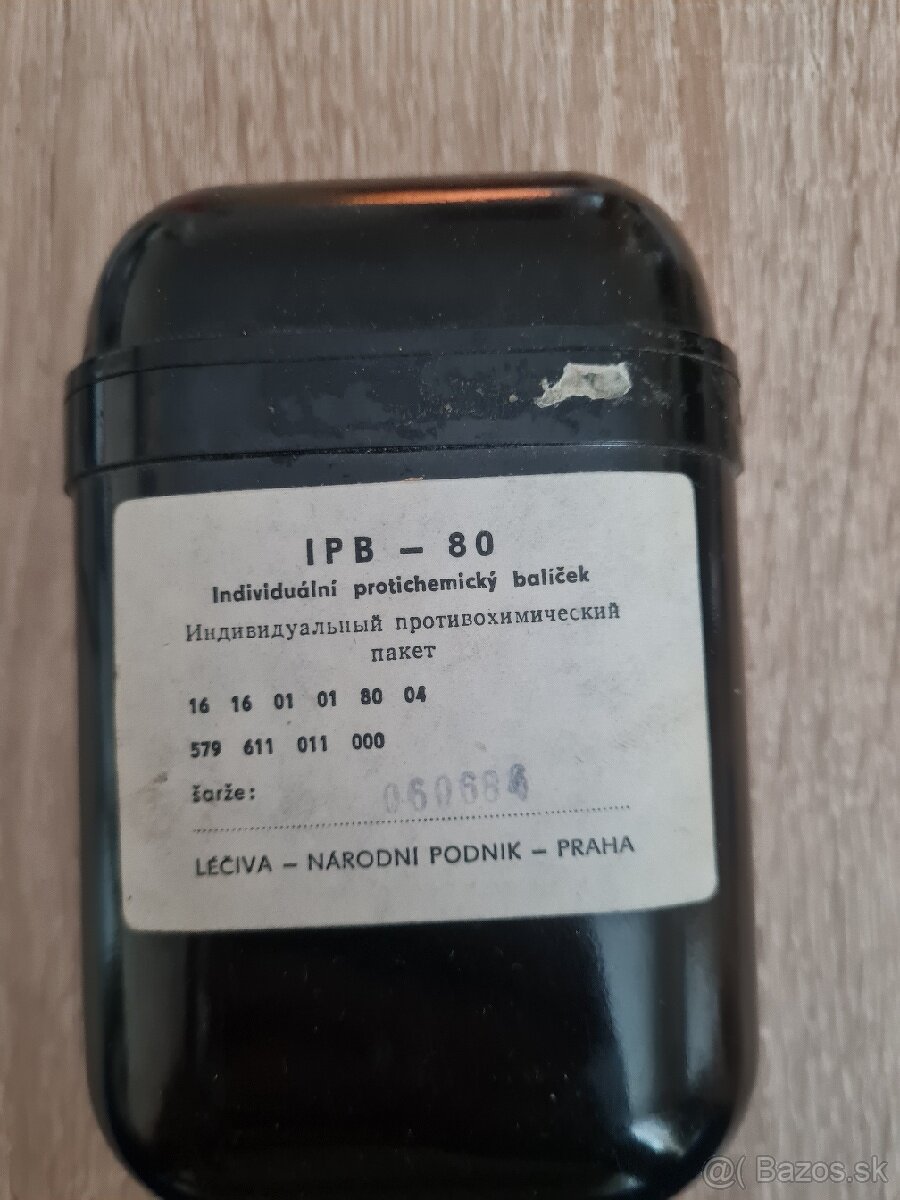 IPB – 80
Individuální protichemický balíček
Индивидуальный противохимический
пакет
16 16 01 01 80 04
579 611 011 000
šarže:
LÉČIVA – NÁRODNÍ PODNIK – PRAHA
@( Bazos.sk